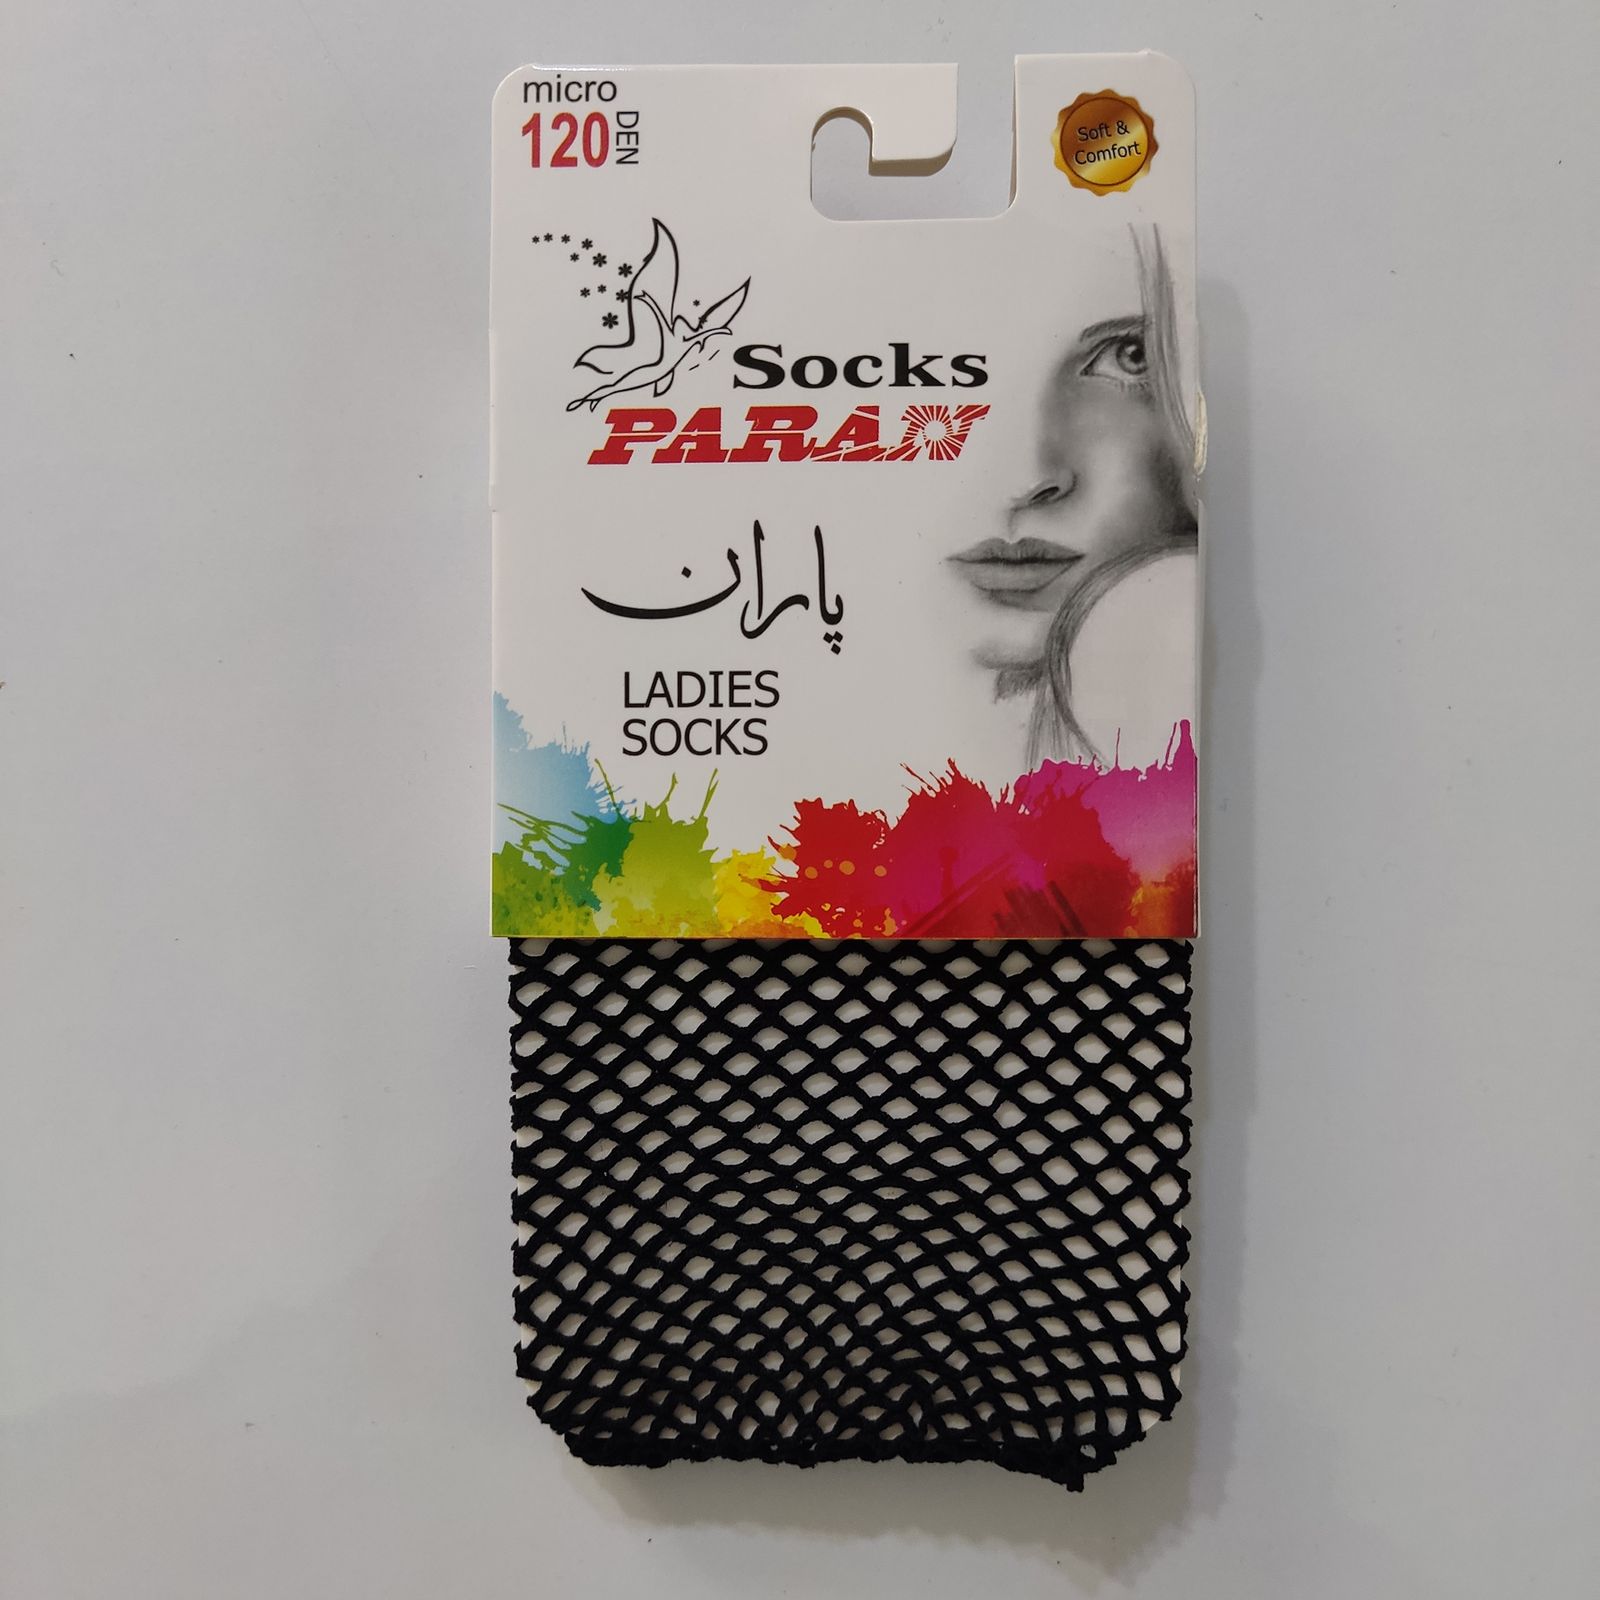 micro
120 DEN
Soft &
Comfort
Socks
PARAN
پاران
LADIES
SOCKS